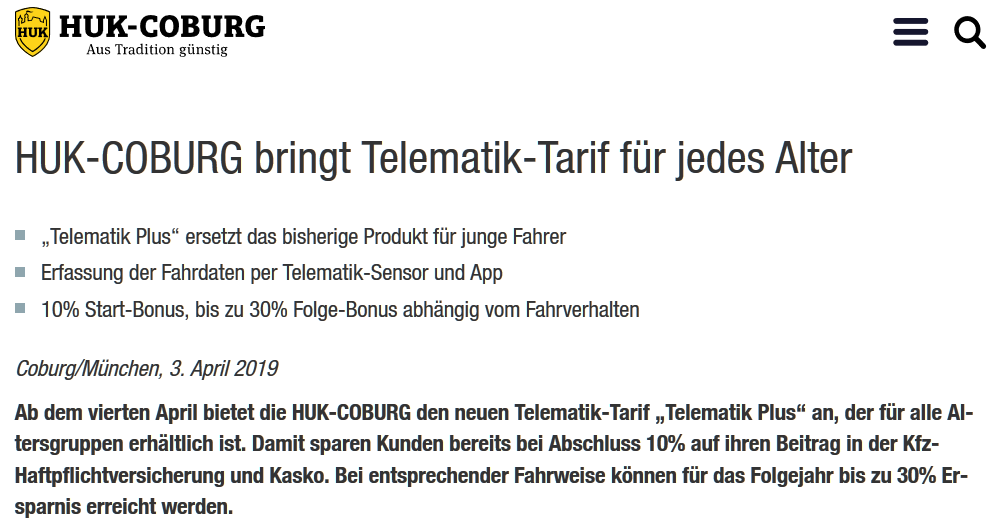 HUK
HUK-COBURG
Aus Tradition günstig
HUK-COBURG bringt Telematik-Tarif für jedes Alter
„Telematik Plus“ ersetzt das bisherige Produkt für junge Fahrer
Erfassung der Fahrdaten per Telematik-Sensor und App
10% Start-Bonus, bis zu 30% Folge-Bonus abhängig vom Fahrverhalten
Coburg/München, 3. April 2019
Ab dem vierten April bietet die HUK-COBURG den neuen Telematik-Tarif „Telematik Plus“ an, der für alle Al-
tersgruppen erhältlich ist. Damit sparen Kunden bereits bei Abschluss 10% auf ihren Beitrag in der Kfz-
Haftpflichtversicherung und Kasko. Bei entsprechender Fahrweise können für das Folgejahr bis zu 30% Er-
sparnis erreicht werden.